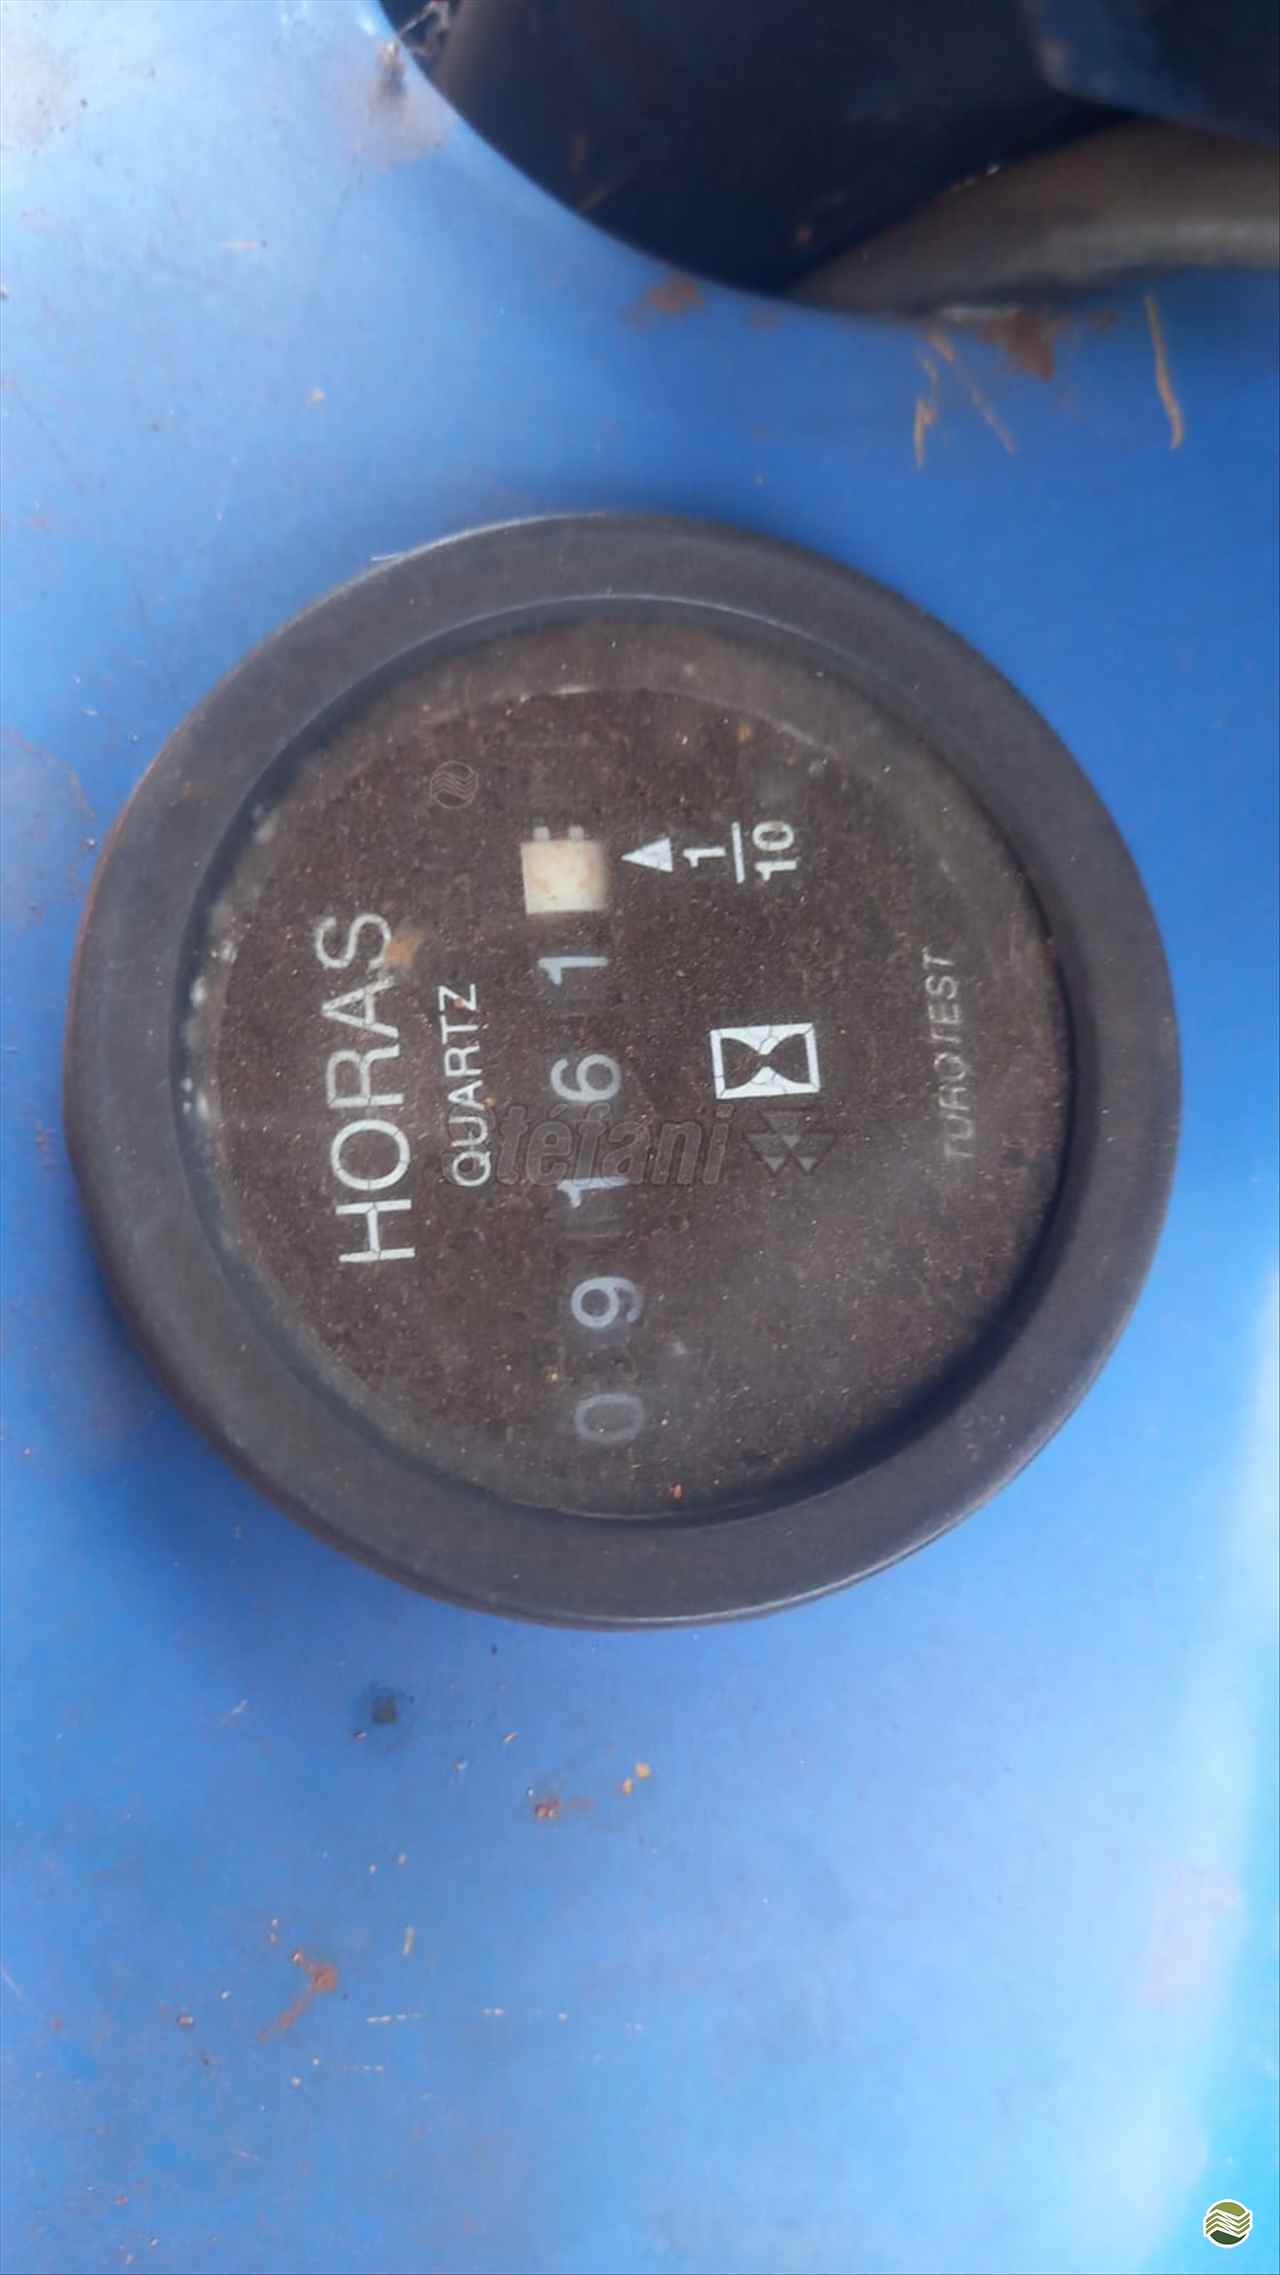 HORAS
QUARTZ
09161
1
10
TUROTEST
Stéfani